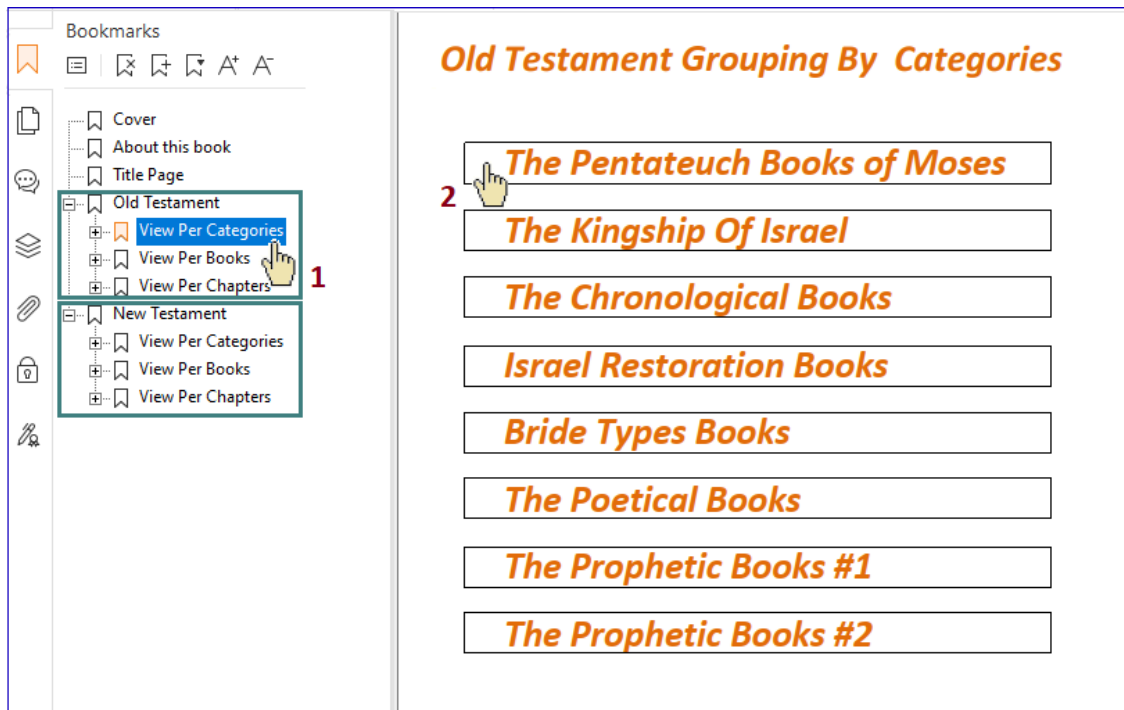 Bookmarks
A+ A-
Cover
About this book
Title Page
Old Testament
View Per Categories
View Per Books
View Per Chapters
1
New Testament
View Per Categories
View Per Books
View Per Chapters
Old Testament Grouping By Categories
2
The Pentateuch Books of Moses
The Kingship Of Israel
The Chronological Books
Israel Restoration Books
Bride Types Books
The Poetical Books
The Prophetic Books #1
The Prophetic Books #2